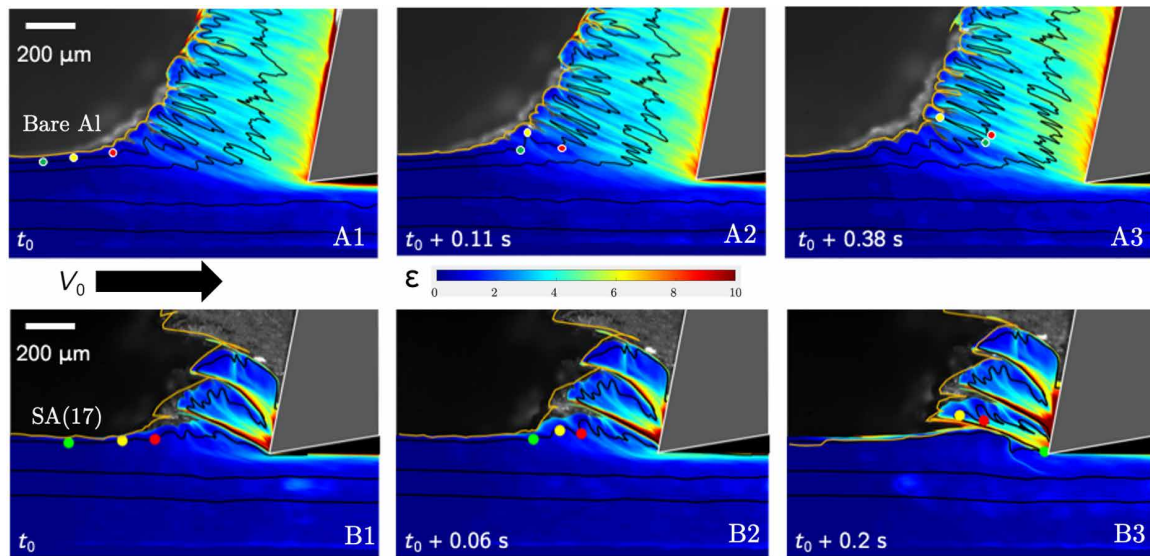 200 μm
Bare Al
t₀
A1
t₀ + 0.11 s
A2
t₀ + 0.38 s
A3
V₀
ε
0 2 4 6 8 10
200 μm
SA(17)
t₀
B1
t₀ + 0.06 s
B2
t₀ + 0.2 s
B3